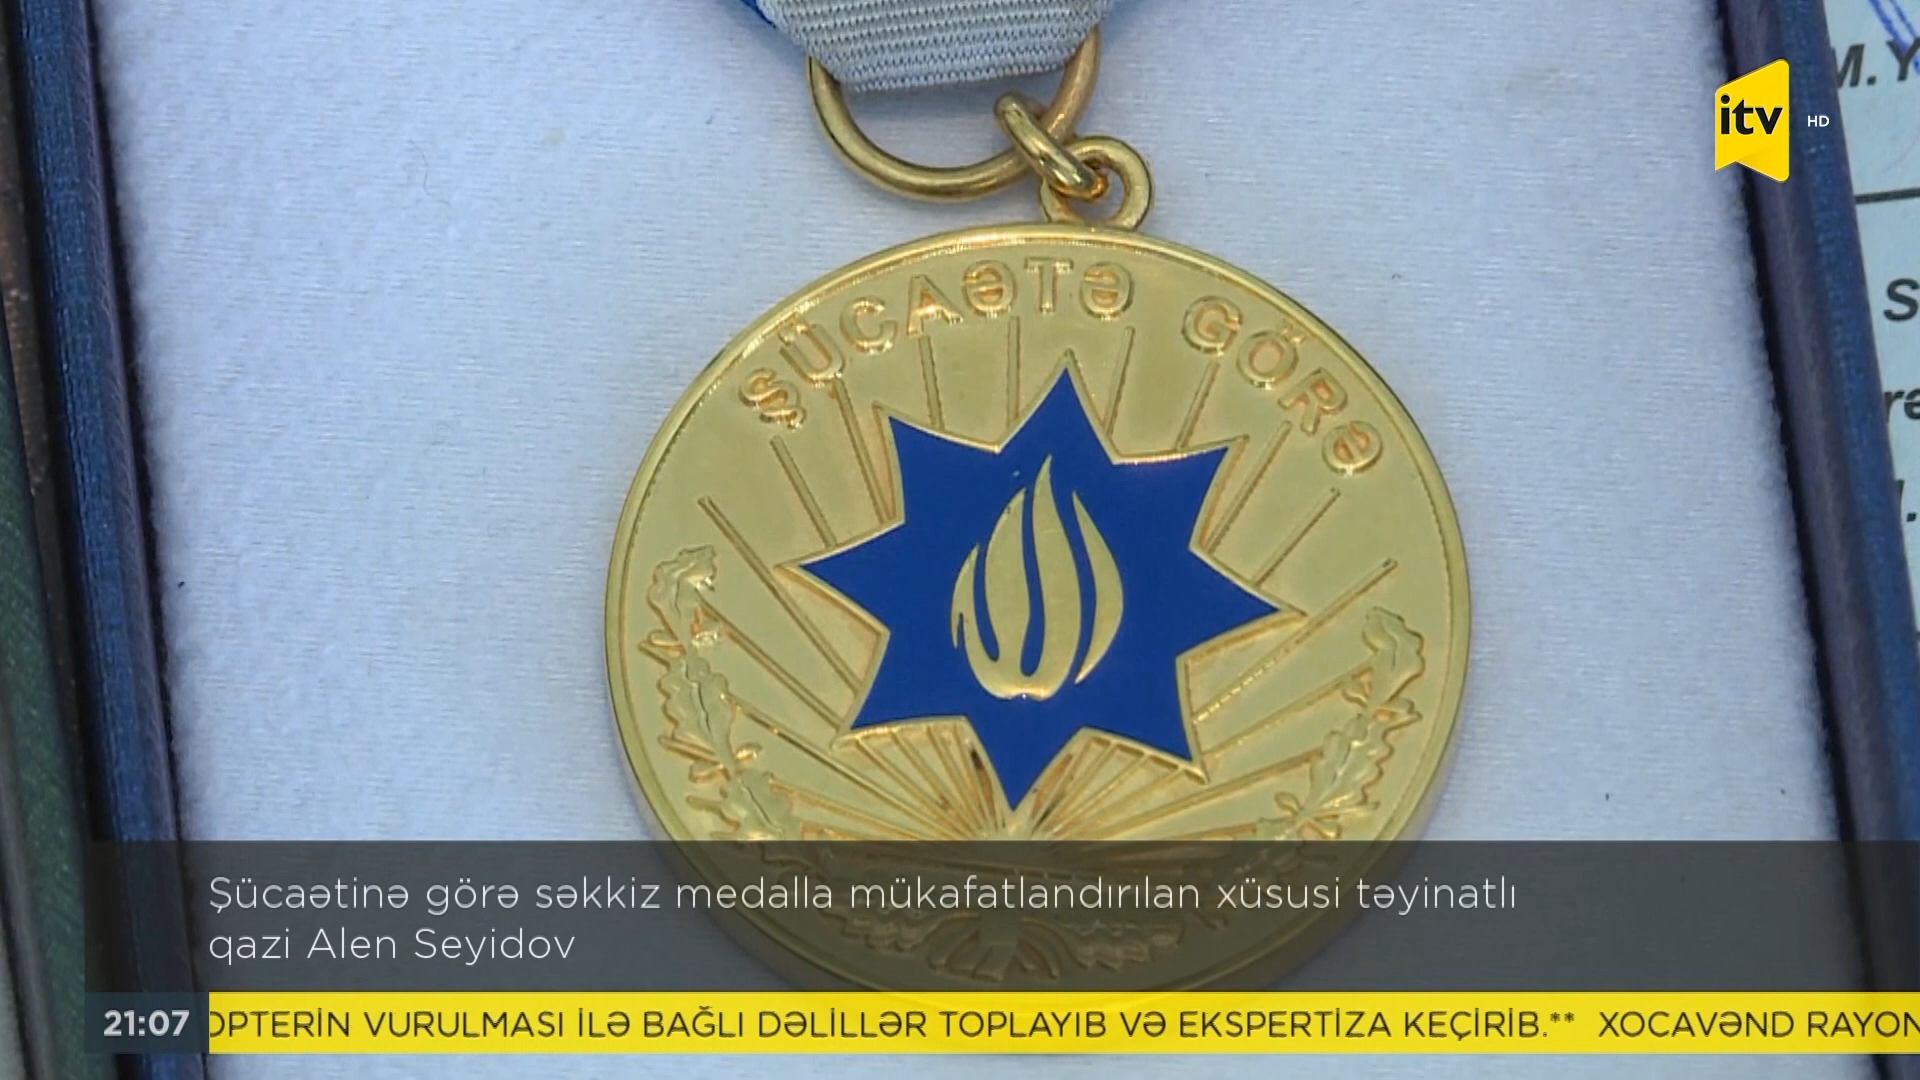 itv HD
M.Y
ŞÜCAƏTƏ GÖRƏ
Şücaətinə görə səkkiz medalla mükafatlandırılan xüsusi təyinatlı
qazi Alen Seyidov
21:07 OPTERİN VURULMASI İLƏ BAĞLI DƏLİLLƏR TOPLAYIB VƏ EKSPERTİZA KEÇİRİB.** XOCAVƏND RAYON